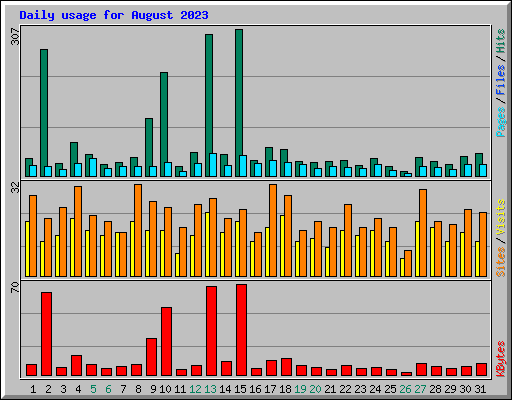 Daily usage for August 2023
307
32
70
Pages / Files / Hits
Sites / Visits
KBytes
1 2 3 4 5 6 7 8 9 10 11 12 13 14 15 16 17 18 19 20 21 22 23 24 25 26 27 28 29 30 31